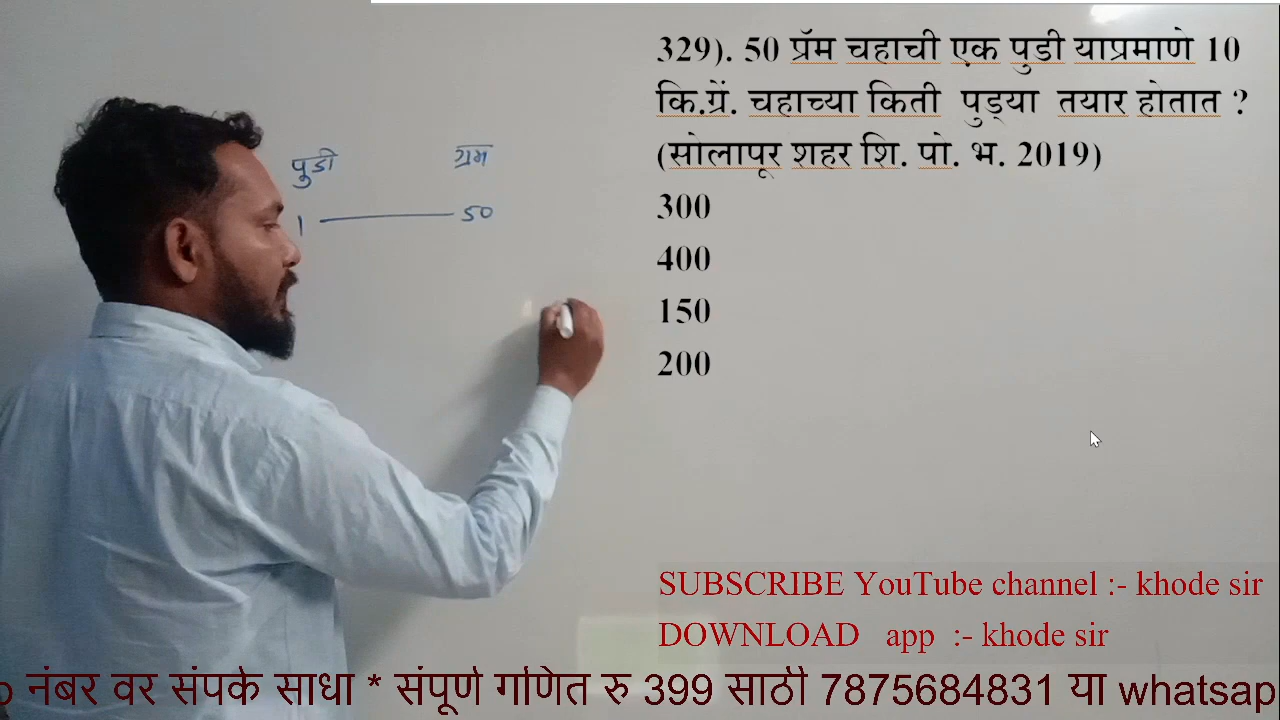 329). 50 प्रॅम चहाची एक पुडी याप्रमाणे 10
कि.ग्रें. चहाच्या किती पुड्या तयार होतात ?
(सोलापूर शहर शि. पो. भ. 2019)
300
400
150
200
पुडी ग्रम
1 — 50
SUBSCRIBE YouTube channel :- khode sir
DOWNLOAD app :- khode sir
नंबर वर संपर्क साधा * संपूर्ण गणित रु 399 साठी 7875684831 या whatsap